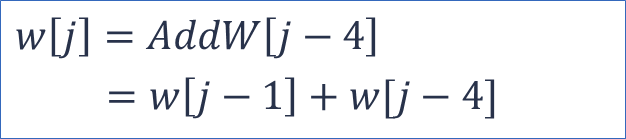 w[j] = AddW[j − 4]
= w[j − 1] + w[j − 4]